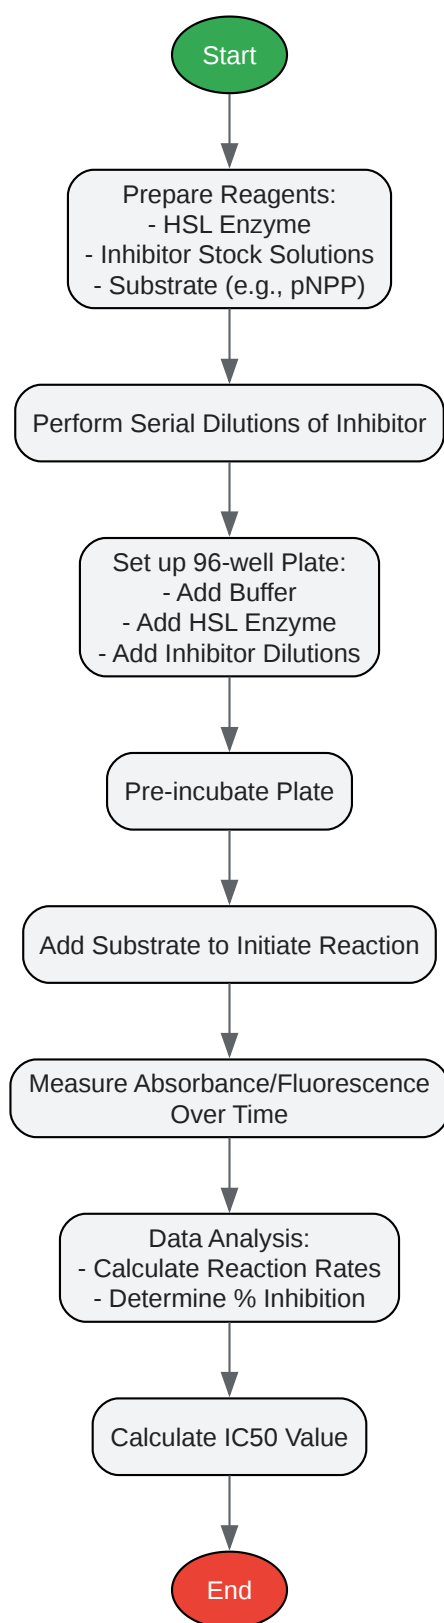 Start
Prepare Reagents:
- HSL Enzyme
- Inhibitor Stock Solutions
- Substrate (e.g., pNPP)
Perform Serial Dilutions of Inhibitor
Set up 96-well Plate:
- Add Buffer
- Add HSL Enzyme
- Add Inhibitor Dilutions
Pre-incubate Plate
Add Substrate to Initiate Reaction
Measure Absorbance/Fluorescence
Over Time
Data Analysis:
- Calculate Reaction Rates
- Determine % Inhibition
Calculate IC50 Value
End